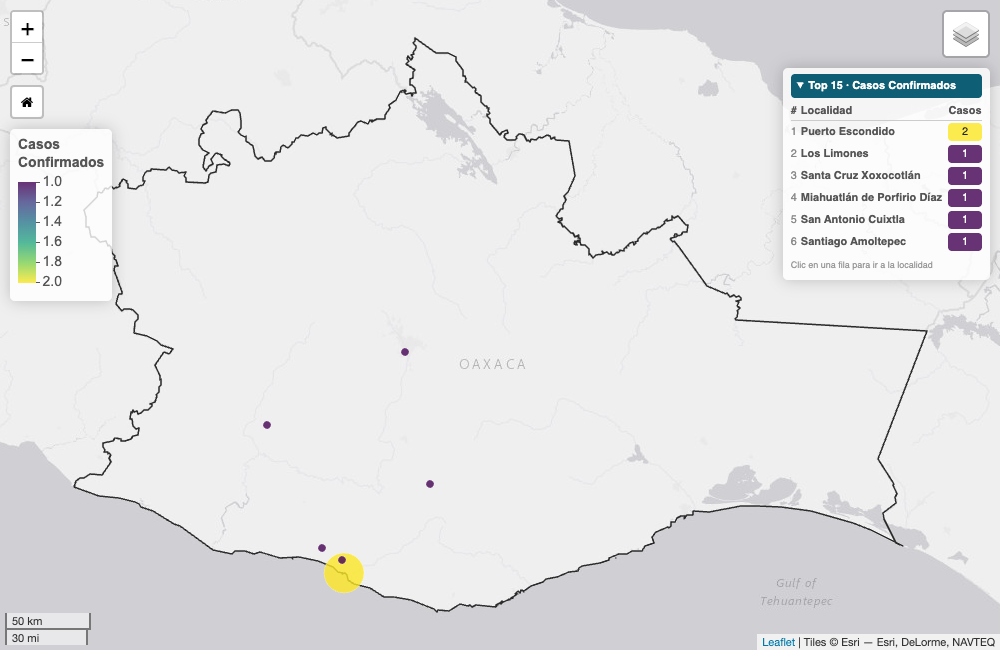 +
−
Casos
Confirmados
1.0
1.2
1.4
1.6
1.8
2.0
▼ Top 15 · Casos Confirmados
# Localidad Casos
1 Puerto Escondido 2
2 Los Limones 1
3 Santa Cruz Xoxocotlán 1
4 Miahuatlán de Porfirio Díaz 1
5 San Antonio Cuixtla 1
6 Santiago Amoltepec 1
Clic en una fila para ir a la localidad
OAXACA
Gulf of
Tehuantepec
50 km
30 mi
Leaflet | Tiles © Esri — Esri, DeLorme, NAVTEQ